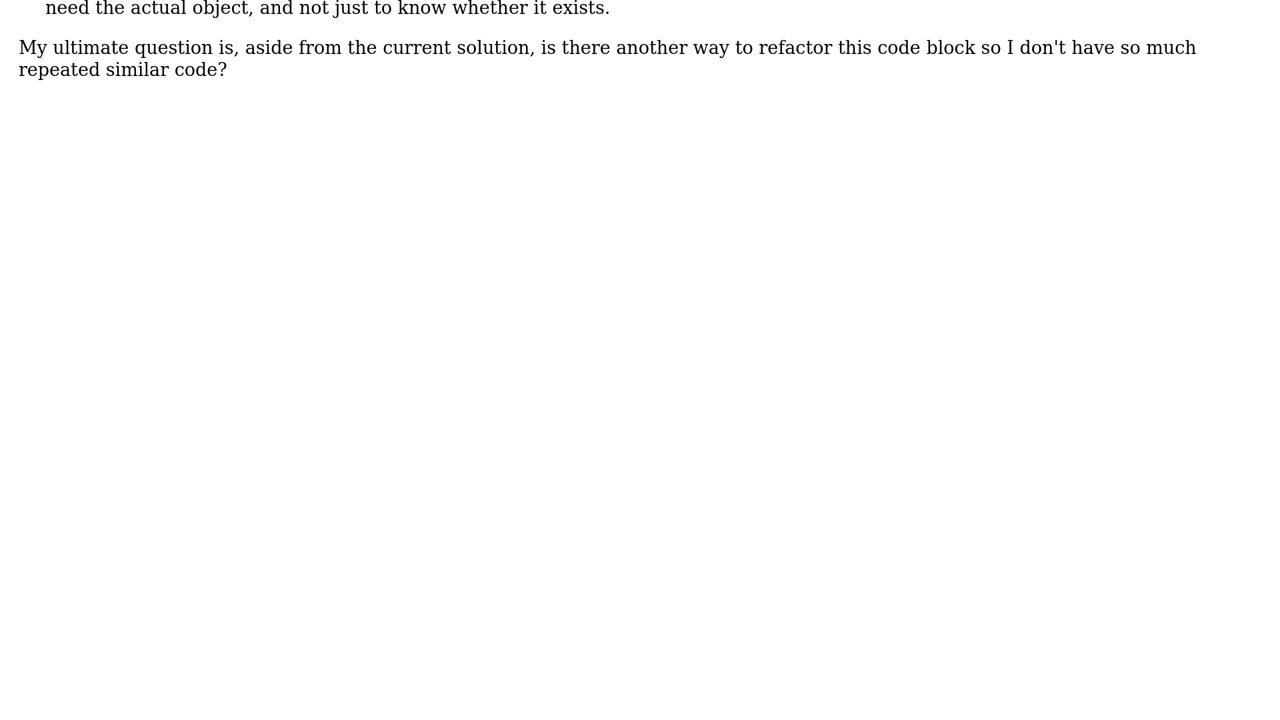 need the actual object, and not just to know whether it exists.
My ultimate question is, aside from the current solution, is there another way to refactor this code block so I don't have so much
repeated similar code?